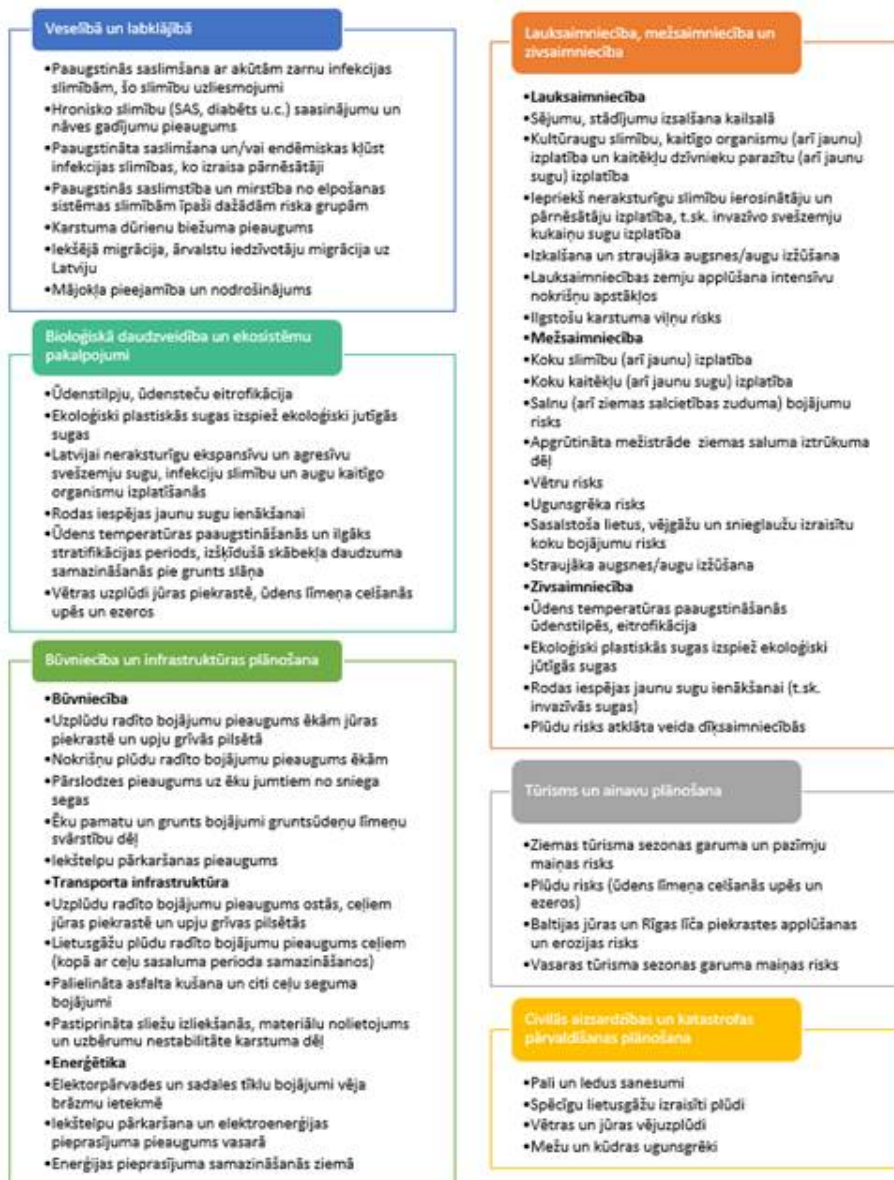 Veselībā un labklājībā
•Paaugstinās saslimšana ar akūtām zarnu infekcijas
slimībām, šo slimību uzliesmojumi
•Hronisko slimību (SAS, diabēts u.c.) saasinājumu un
nāves gadījumu pieaugums
•Paaugstināta saslimšana un/vai endēmiskas kļūst
infekcijas slimības, ko izraisa pārnēsātāji
•Paaugstinās saslimstība un mirstība no elpošanas
sistēmas slimībām īpaši dažādām riska grupām
•Karstuma dūrienu biežuma pieaugums
•Iekšējā migrācija, ārvalstu iedzīvotāju migrācija uz
Latviju
•Mājokļa pieejamība un nodrošinājums
Bioloģiskā daudzveidība un ekosistēmu
pakalpojumi
•Ūdenstilpju, ūdensteču eitrofikācija
•Ekoloģiski plastiskās sugas izspiež ekoloģiski jutīgās
sugas
•Latvijai neraksturīgu ekspansīvu un agresīvu
svešzemju sugu, infekciju slimību un augu kaitīgo
organismu izplatīšanās
•Rodas iespējas jaunu sugu ienākšanai
•Ūdens temperatūras paaugstināšanās un ilgāks
stratifikācijas periods, izšķīdušā skābekļa daudzuma
samazināšanās pie grunts slāņa
•Vētras uzplūdi jūras piekrastē, ūdens līmeņa celšanās
upēs un ezeros
Būvniecība un infrastruktūras plānošana
•Būvniecība
•Uzplūdu radīto bojājumu pieaugums ēkām jūras
piekrastē un upju grīvās pilsētā
•Nokrišņu plūdu radīto bojājumu pieaugums ēkām
•Pārslodzes pieaugums uz ēku jumtiem no sniega
segas
•Ēku pamatu un grunts bojājumi gruntsūdeņu līmeņu
svārstību dēļ
•Iekštelpu pārkaršanas pieaugums
•Transporta infrastruktūra
•Uzplūdu radīto bojājumu pieaugums ostās, ceļiem
jūras piekrastē un upju grīvas pilsētās
•Lietusgāžu plūdu radīto bojājumu pieaugums ceļiem
(kopā ar ceļu sasaluma perioda samazināšanos)
•Palielināta asfalta kušana un citi ceļu seguma
bojājumi
•Pastiprināta sliežu izliekšanās, materiālu nolietojums
un uzbērumu nestabilitāte karstuma dēļ
•Enerģētika
•Elektorpārvades un sadales tīklu bojājumi vēja
brāzmu ietekmē
•Iekštelpu pārkaršana un elektroenerģijas
pieprasījuma pieaugums vasarā
•Enerģijas pieprasījuma samazināšanās ziemā
Lauksaimniecība, mežsaimniecība un
zivsaimniecība
•Lauksaimniecība
•Sējumu, stādījumu izsalšana kailsalā
•Kultūraugu slimību, kaitīgo organismu (arī jaunu)
izplatība un kaitēkļu dzīvnieku parazītu (arī jaunu
sugu) izplatība
•Iepriekš neraksturīgu slimību ierosinātāju un
pārnēsātāju izplatība, t.sk. invazīvo svešzemju
kukaiņu sugu izplatība
•Izkalšana un straujāka augsnes/augu izžūšana
•Lauksaimniecības zemju applūšana intensīvu
nokrišņu apstākļos
•Ilgstošu karstuma viļņu risks
•Mežsaimniecība
•Koku slimību (arī jaunu) izplatība
•Koku kaitēkļu (arī jaunu sugu) izplatība
•Salnu (arī ziemas salcietības zuduma) bojājumu
risks
•Apgrūtināta mežistrāde ziemas saluma iztrūkuma
dēļ
•Vētru risks
•Ugunsgrēka risks
•Sasalstoša lietus, vējgāžu un snieglaužu izraisītu
koku bojājumu risks
•Straujāka augsnes/augu izžūšana
•Zivsaimniecība
•Ūdens temperatūras paaugstināšanās
ūdenstilpēs, eitrofikācija
•Ekoloģiski plastiskās sugas izspiež ekoloģiski
jūtīgās sugas
•Rodas iespējas jaunu sugu ienākšanai (t.sk.
invazīvās sugas)
•Plūdu risks atklāta veida dīķsaimniecībās
Tūrisms un ainavu plānošana
•Ziemas tūrisma sezonas garuma un pazīmju
maiņas risks
•Plūdu risks (ūdens līmeņa celšanās upēs un
ezeros)
•Baltijas jūras un Rīgas līča piekrastes applūšanas
un erozijas risks
•Vasaras tūrisma sezonas garuma maiņas risks
Civilās aizsardzības un katastrofas
pārvaldīšanas plānošana
•Pali un ledus sanesumi
•Spēcīgu lietusgāžu izraisīti plūdi
•Vētras un jūras vējuzplūdi
•Mežu un kūdras ugunsgrēki